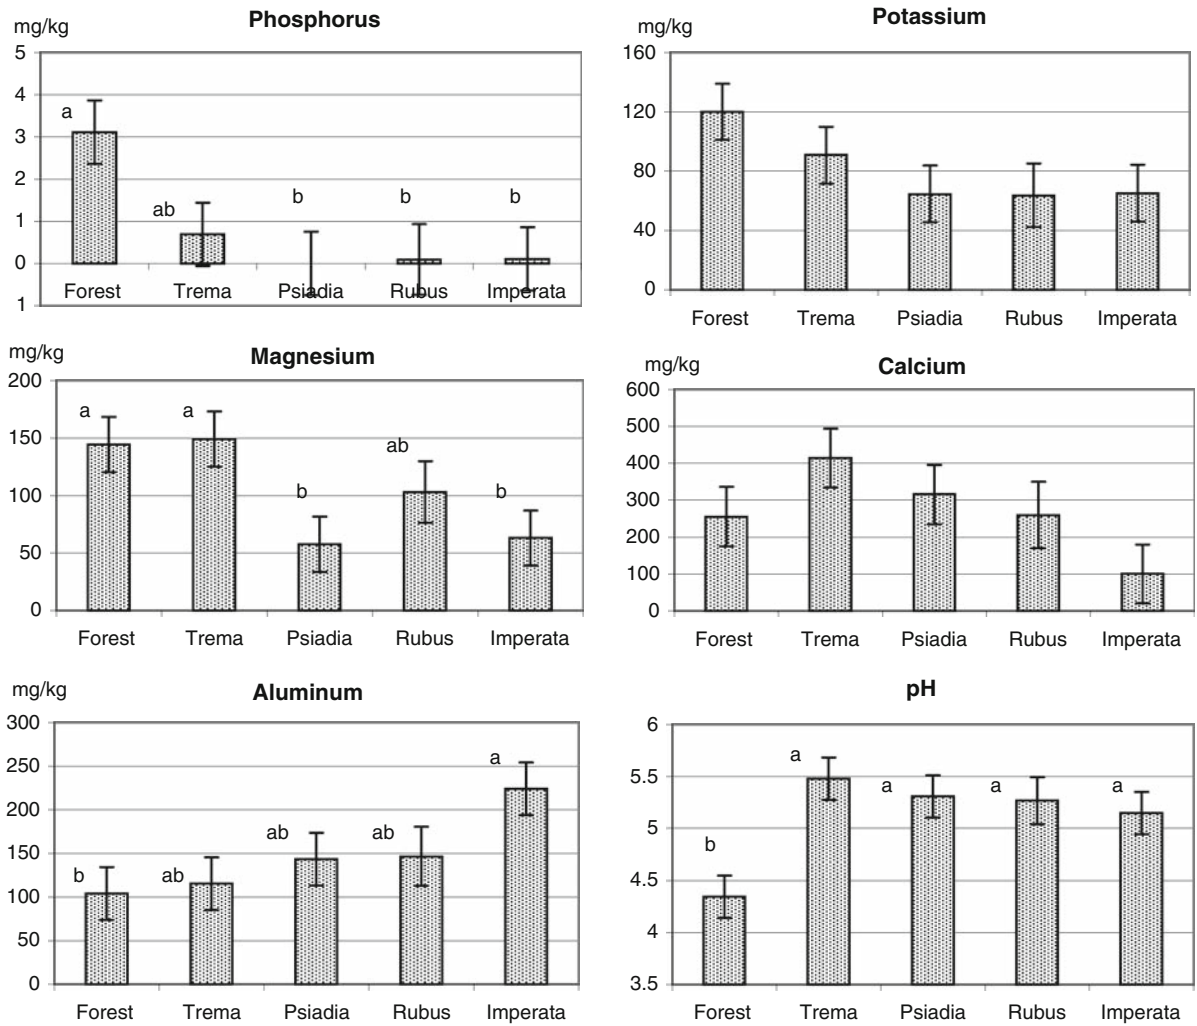 Phosphorus
mg/kg
5
4
3
2
1
0
1
a
ab
b
b
b
Forest Trema Psiadia Rubus Imperata
Potassium
mg/kg
160
120
80
40
0
Forest Trema Psiadia Rubus Imperata
Magnesium
mg/kg
200
150
100
50
0
a
a
b
ab
b
Forest Trema Psiadia Rubus Imperata
Calcium
mg/kg
600
500
400
300
200
100
0
Forest Trema Psiadia Rubus Imperata
Aluminum
mg/kg
300
250
200
150
100
50
0
b
ab
ab
ab
a
Forest Trema Psiadia Rubus Imperata
pH
6
5.5
5
4.5
4
3.5
b
a
a
a
a
Forest Trema Psiadia Rubus Imperata